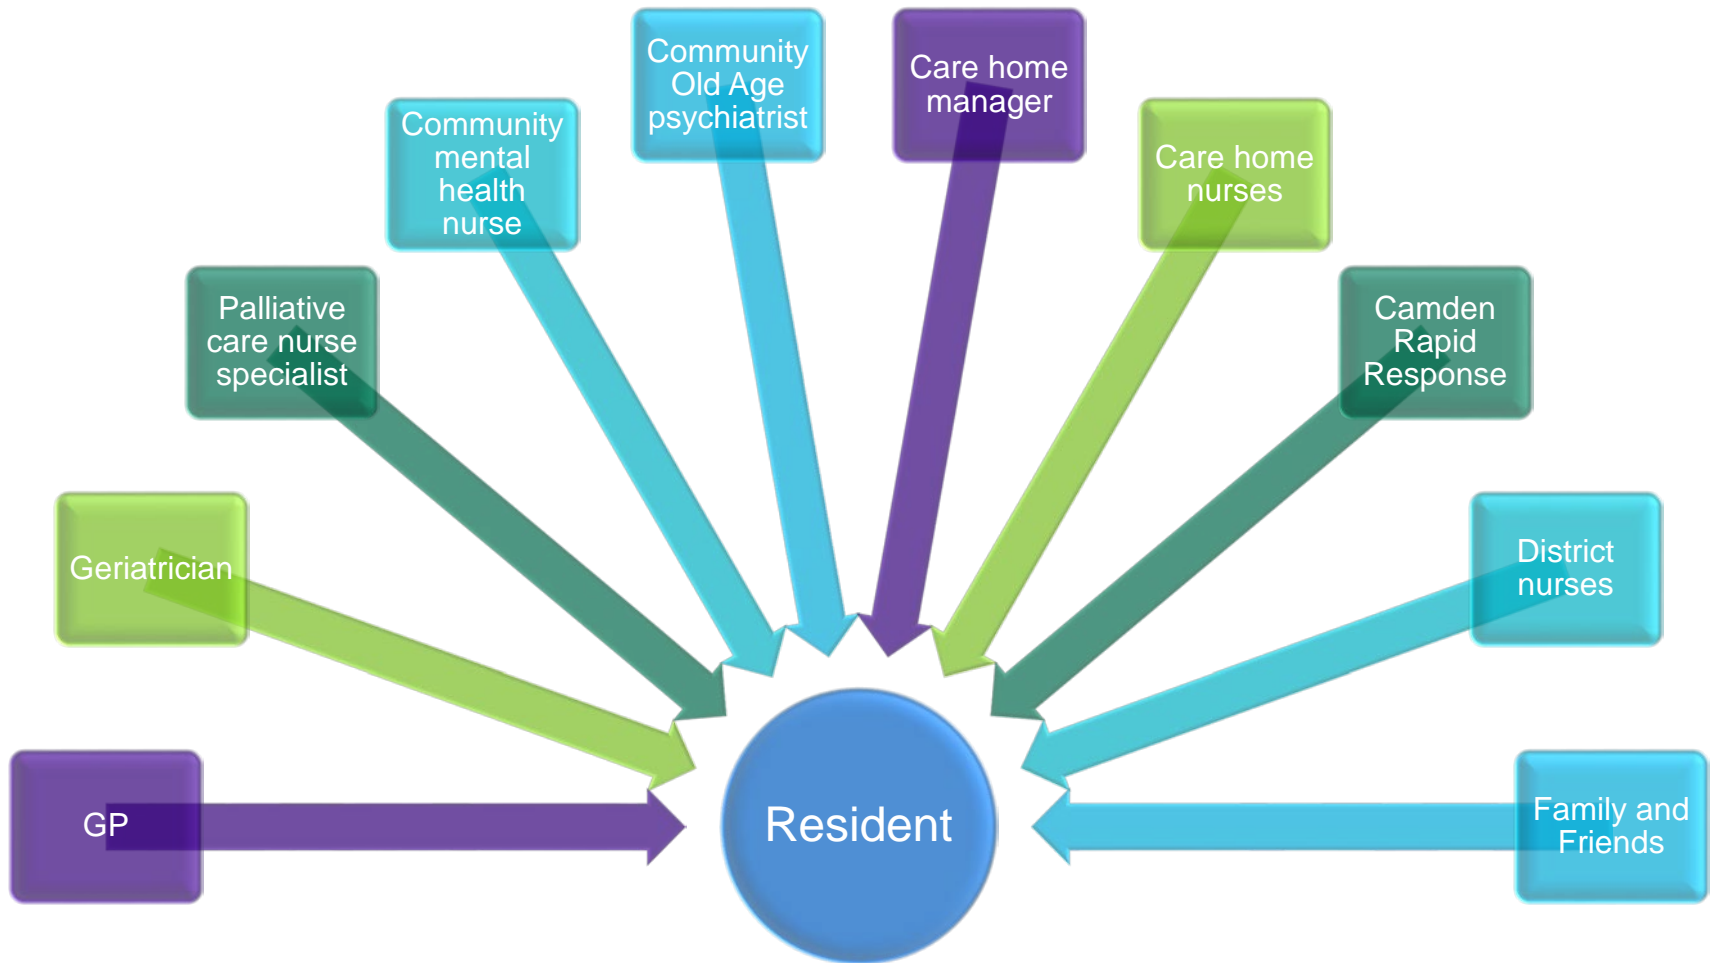 Community
Old Age
psychiatrist
Care home
manager
Community
mental
health
nurse
Care home
nurses
Palliative
care nurse
specialist
Camden
Rapid
Response
Geriatrician
District
nurses
GP
Resident
Family and
Friends